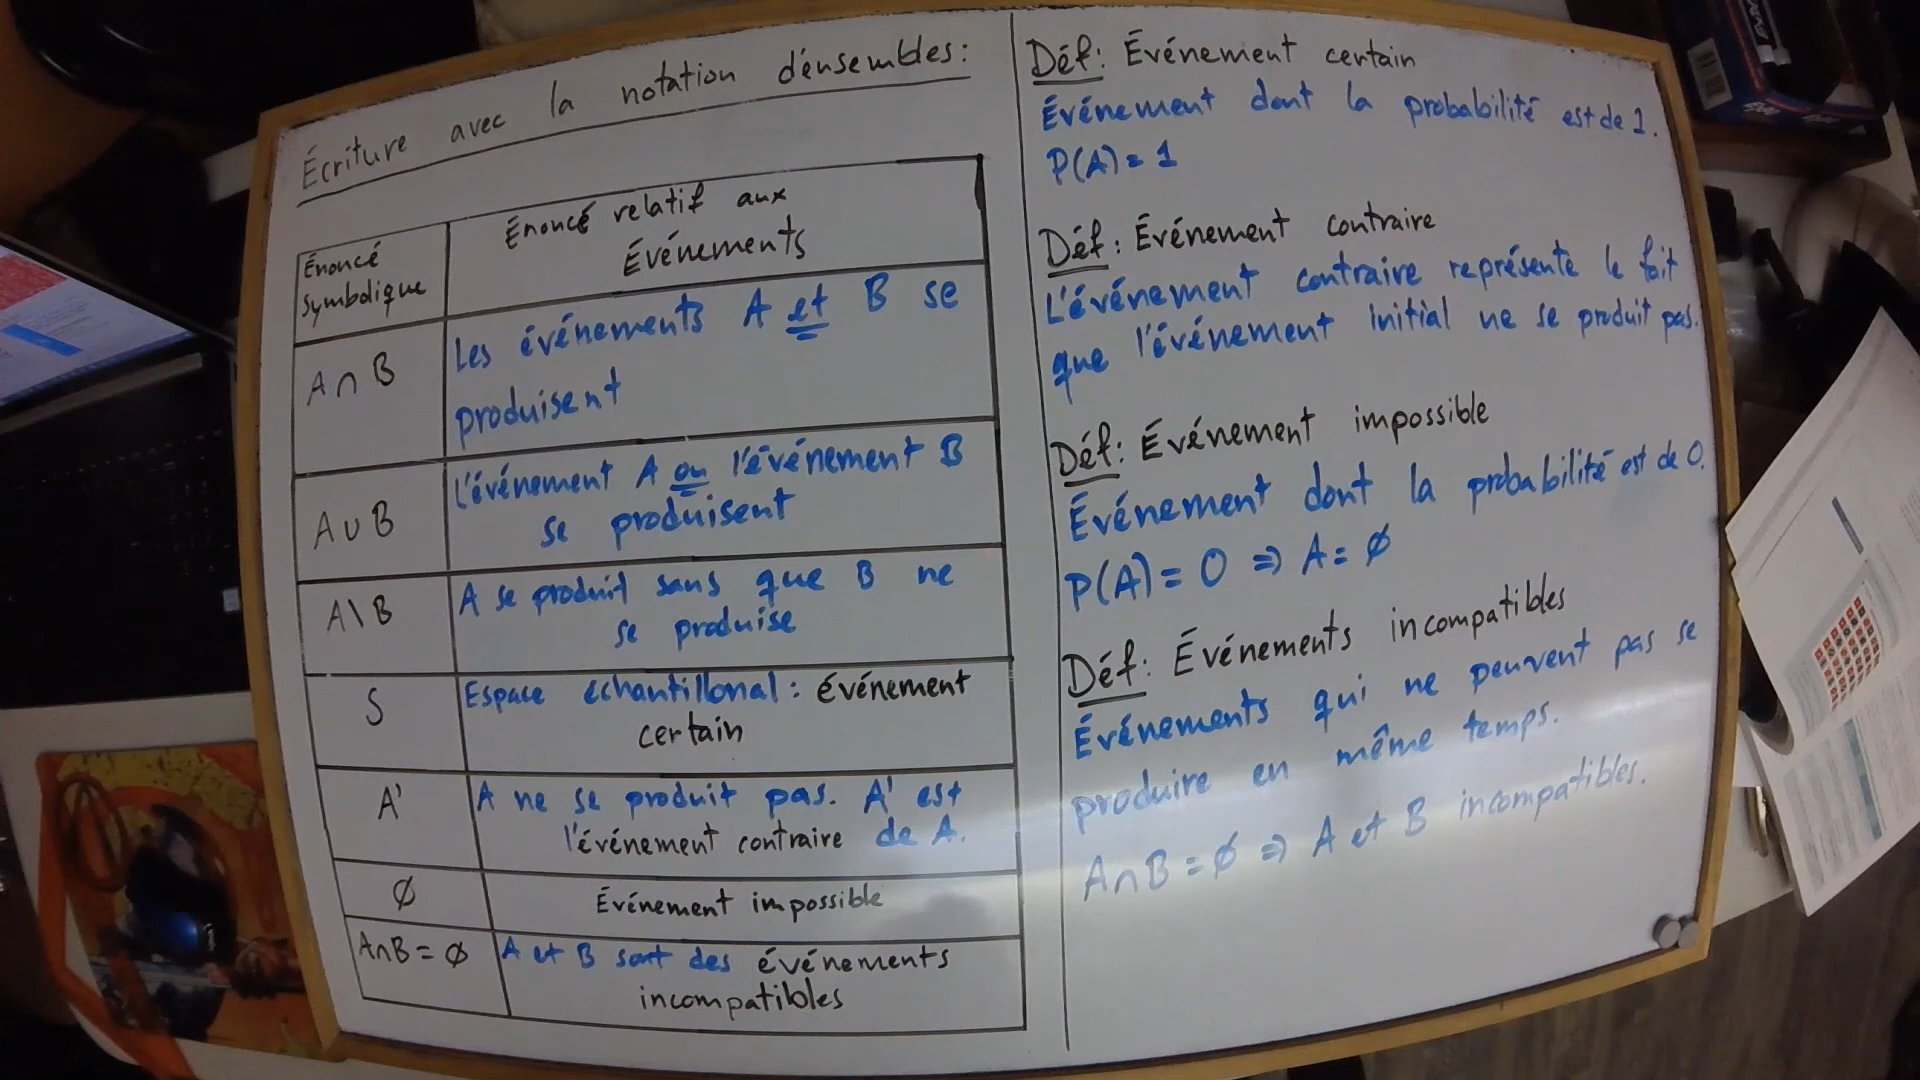 Écriture avec la notation d'énsembles:
Énoncé
symbolique
Énoncé relatif aux
Événements
A ∩ B
Les événements A et B se
produisent
A ∪ B
L'événement A ou l'événement B
se produisent
A \ B
A se produit sans que B ne
se produise
S
Espace échantillonal : événement
certain
A'
A ne se produit pas. A' est
l'événement contraire de A.
∅
Événement impossible
A∩B = ∅
A et B sont des événements
incompatibles
Déf: Événement certain
Événement dont la probabilité est de 1.
P(A) = 1
Déf: Événement contraire
L'événement contraire représente le fait
que l'événement initial ne se produit pas.
Déf: Événement impossible
Événement dont la probabilité est de 0.
P(A) = 0 ⇒ A = ∅
Déf: Événements incompatibles
Événements qui ne peuvent pas se
produire en même temps.
A∩B = ∅ ⇒ A et B incompatibles.